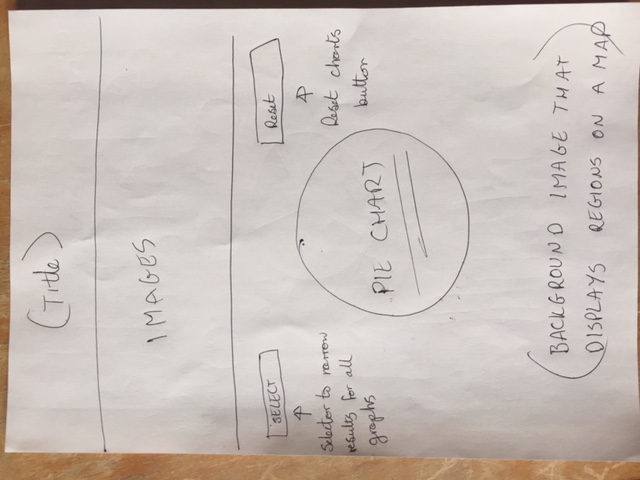 (Title)
IMAGES
SELECT
Reset
Selector to narrow
results for all
graphs
Reset charts
button
PIE CHART
(BACKGROUND IMAGE THAT
DISPLAYS REGIONS ON A MAP)